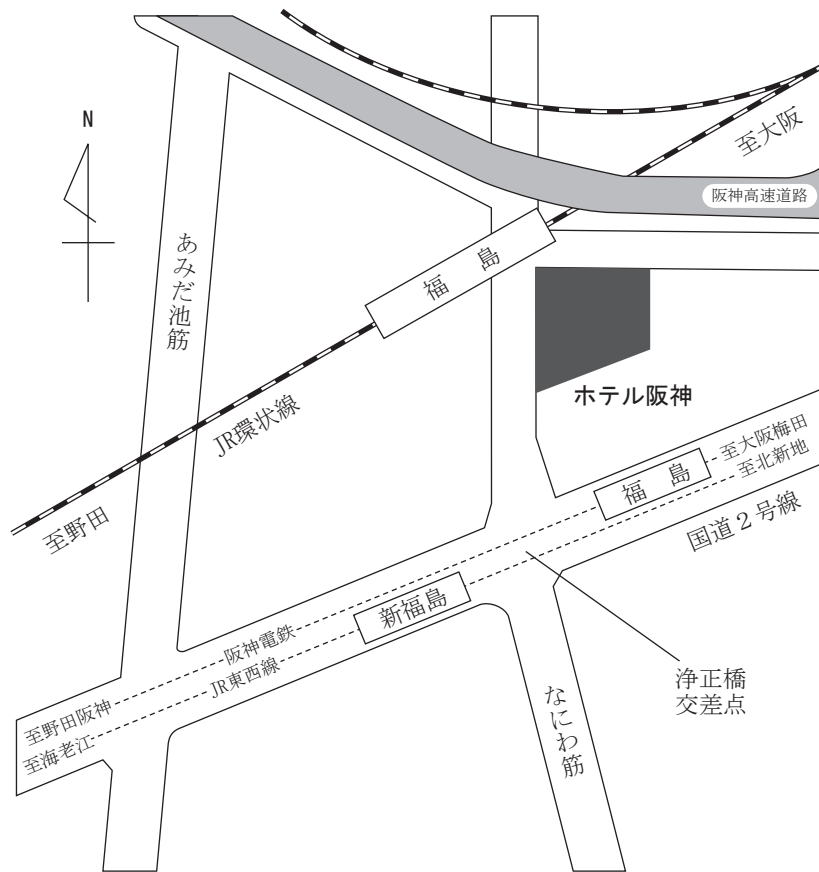 N
至大阪
阪神高速道路
あみだ池筋
福 島
ホテル阪神
JR環状線
至野田
至大阪梅田
至北新地
福 島
国道2号線
新福島
阪神電鉄
JR東西線
至野田阪神
至海老江
なにわ筋
浄正橋
交差点